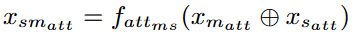 x_{sm_{att}} = f_{att_{ms}}(x_{m_{att}} ⊕ x_{s_{att}})